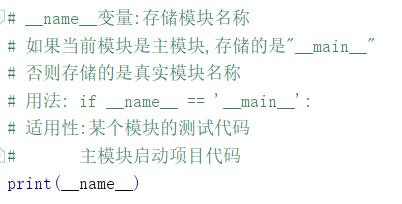 # __name__变量:存储模块名称
# 如果当前模块是主模块,存储的是"__main__"
# 否则存储的是真实模块名称
# 用法: if __name__ == '__main__':
# 适用性:某个模块的测试代码
#       主模块启动项目代码
print(__name__)